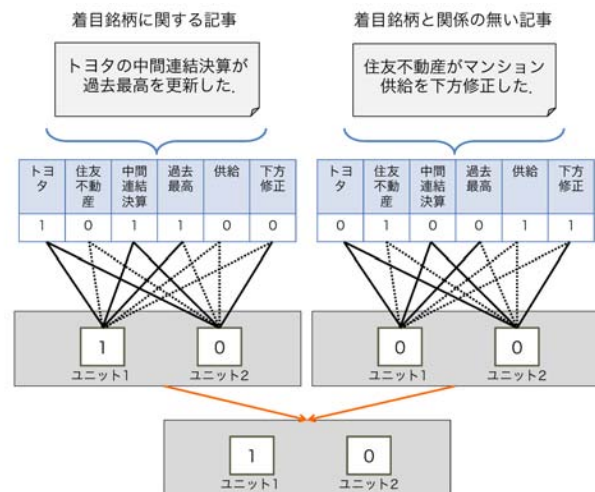 着目銘柄に関する記事
着目銘柄と関係の無い記事
トヨタの中間連結決算が
過去最高を更新した.
住友不動産がマンション
供給を下方修正した.
トヨ
タ
住友
不動
産
中間
連結
決算
過去
最高
供給
下方
修正
1
0
1
1
0
0
トヨ
タ
住友
不動
産
中間
連結
決算
過去
最高
供給
下方
修正
0
1
0
0
1
1
1
0
ユニット1
ユニット2
0
0
ユニット1
ユニット2
1
0
ユニット1
ユニット2